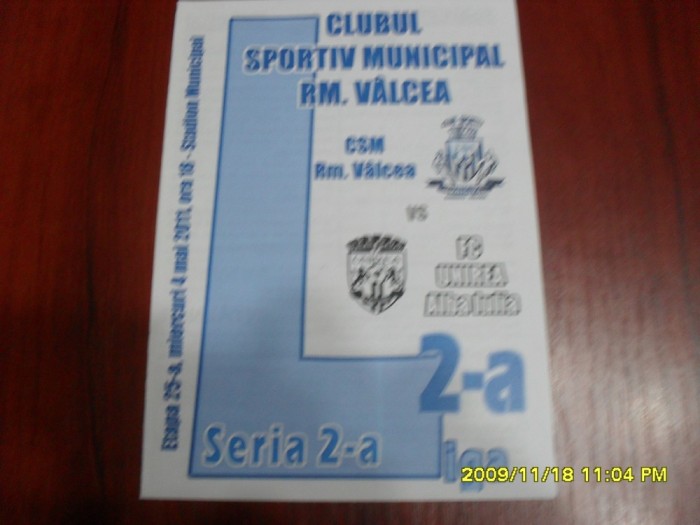 CLUBUL
SPORTIV MUNICIPAL
RM. VÂLCEA
CSM
Rm. Vâlcea
vs
FC
UNIREA
Alba Iulia
2-a
Liga
Seria 2-a
Etapa 25-a, miercuri 4 mai 2011, ora 18 - Stadion Municipal
2009/11/18 11:04 PM